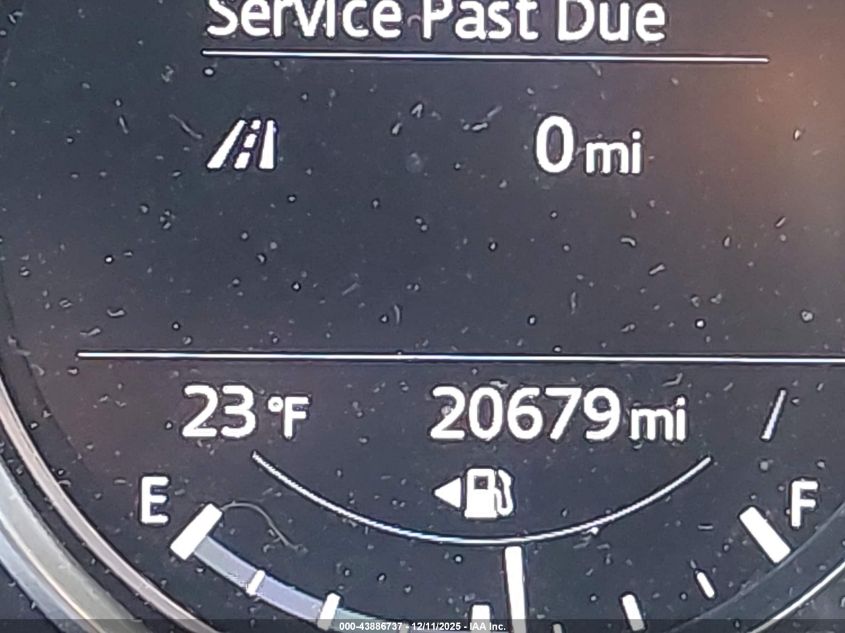 Service Past Due
0 mi
23 °F 20679 mi /
E F
000-43886737 - 12/11/2025 - IAA Inc.